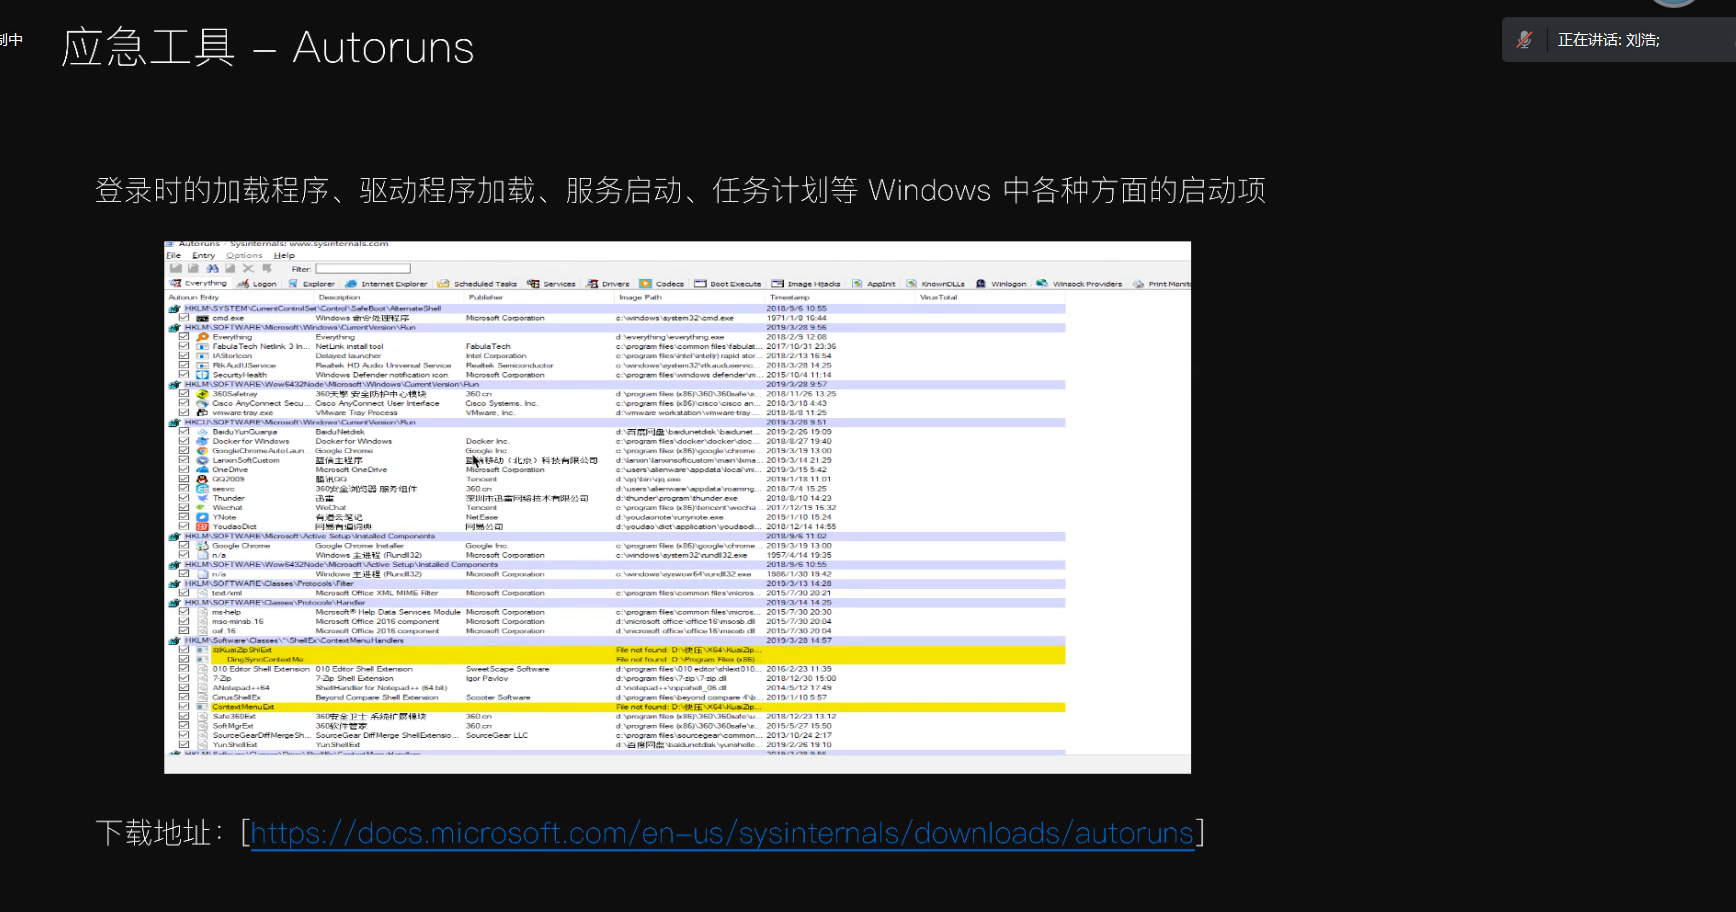 制中
应急工具 – Autoruns
正在讲话: 刘浩;
登录时的加载程序、驱动程序加载、服务启动、任务计划等 Windows 中各种方面的启动项
Autoruns - Sysinternals: www.sysinternals.com
File Entry Options Help
Filter:
Everything Logon Explorer Internet Explorer Scheduled Tasks Services Drivers Codecs Boot Execute Image Hijacks AppInit KnownDLLs Winlogon Winsock Providers Print Monit
Autorun Entry Description Publisher Image Path Timestamp VirusTotal
HKLM\SYSTEM\CurrentControlSet\Control\SafeBoot\AlternateShell 2018/9/6 10:55
cmd.exe Windows 命令处理程序 Microsoft Corporation c:\windows\system32\cmd.exe 1971/1/8 16:44
HKLM\SOFTWARE\Microsoft\Windows\CurrentVersion\Run 2019/3/28 9:56
Everything Everything d:\everything\everything.exe 2018/2/9 12:08
FabulaTech Netlink 3 In... NetLink install tool FabulaTech c:\program files\common files\fabulat... 2017/10/31 23:36
IAStorIcon Delayed launcher Intel Corporation c:\program files\intel\intel(r) rapid stor... 2018/2/13 16:54
RtkAudUService Realtek HD Audio Universal Service Realtek Semiconductor c:\windows\system32\rtkauduservic... 2018/3/28 14:25
SecurityHealth Windows Defender notification icon Microsoft Corporation c:\program files\windows defender\m... 2015/10/4 11:14
HKLM\SOFTWARE\Wow6432Node\Microsoft\Windows\CurrentVersion\Run 2019/3/28 9:57
360Safetray 360天擎 安全防护中心模块 360.cn d:\program files (x86)\360\360safe\s... 2018/11/26 13:25
Cisco AnyConnect Secu... Cisco AnyConnect User Interface Cisco Systems, Inc. c:\program files (x86)\cisco\cisco an... 2018/3/18 4:43
vmware-tray.exe VMware Tray Process VMware, Inc. d:\vmware workstation\vmware-tray.... 2018/8/8 11:25
HKCU\SOFTWARE\Microsoft\Windows\CurrentVersion\Run 2019/3/28 9:51
BaiduYunGuanjia BaiduNetdisk d:\百度网盘\baidunetdisk\baidunet... 2019/2/26 19:09
Docker for Windows Docker for Windows Docker Inc. c:\program files\docker\docker\doc... 2018/8/27 19:40
GoogleChromeAutoLaun... Google Chrome Google Inc. c:\program files (x86)\google\chrome... 2019/3/19 13:00
LanxinSoftCustom 蓝信主程序 移动（北京）科技有限公司 d:\lanxin\lanxinsoftcustom\main\lxma... 2019/3/14 21:29
OneDrive Microsoft OneDrive Microsoft Corporation c:\users\alienware\appdata\local\mi... 2019/3/15 5:42
QQ2009 腾讯QQ Tencent d:\qq\bin\qq.exe 2019/1/18 11:01
seevo 360安全浏览器 服务组件 360.cn d:\users\alienware\appdata\roaming... 2018/7/4 15:25
Thunder 迅雷 深圳市迅雷网络技术有限公司 d:\thunder\program\thunder.exe 2018/8/10 14:23
Wechat WeChat Tencent c:\program files (x86)\tencent\wecha... 2017/12/19 16:32
YNote 有道云笔记 NetEase d:\youdaonote\runynote.exe 2019/1/10 15:24
YoudaoDict 网易有道词典 网易公司 d:\youdao\dict\application\youdaodi... 2018/12/14 14:55
HKLM\SOFTWARE\Microsoft\Active Setup\Installed Components 2018/9/6 11:02
Google Chrome Google Chrome Installer Google Inc. c:\program files (x86)\google\chrome... 2019/3/19 13:00
n/a Windows 主进程 (Rundll32) Microsoft Corporation c:\windows\system32\rundll32.exe 1957/4/14 19:35
HKLM\SOFTWARE\Wow6432Node\Microsoft\Active Setup\Installed Components 2018/9/6 10:55
n/a Windows 主进程 (Rundll32) Microsoft Corporation c:\windows\syswow64\rundll32.exe 1986/1/30 19:42
HKLM\SOFTWARE\Classes\Protocols\Filter 2019/3/13 14:28
text/xml Microsoft Office XML MIME Filter Microsoft Corporation c:\program files\common files\micros... 2015/7/30 20:21
HKLM\SOFTWARE\Classes\Protocols\Handler 2019/3/14 14:25
ms-help Microsoft® Help Data Services Module Microsoft Corporation c:\program files\common files\micros... 2015/7/30 20:30
mso-minsb.16 Microsoft Office 2016 component Microsoft Corporation d:\microsoft office\office16\msosb.dll 2015/7/30 20:04
osf.16 Microsoft Office 2016 component Microsoft Corporation d:\microsoft office\office16\msosb.dll 2015/7/30 20:04
HKLM\Software\Classes\*\ShellEx\ContextMenuHandlers 2019/3/28 14:57
KuaiZipShlExt File not found: D:\快压\X64\KuaiZip...
DingSyncContextMe... File not found: D:\Program Files (x86)...
010 Editor Shell Extension 010 Editor Shell Extension SweetScape Software d:\program files\010 editor\shlext010... 2016/2/23 11:39
7-Zip 7-Zip Shell Extension Igor Pavlov d:\program files\7-zip\7-zip.dll 2018/12/30 15:00
ANotepad++64 ShellHandler for Notepad++ (64 bit) d:\notepad++\nppshell_06.dll 2014/5/12 17:49
CirrusShellEx Beyond Compare Shell Extension Scooter Software d:\program files\beyond compare 4\b... 2019/1/10 5:57
ContextMenuExt File not found: D:\快压\X64\KuaiZip...
Safe360Ext 360安全卫士 系统扩展模块 360.cn d:\program files (x86)\360\360safe\u... 2018/12/23 13:12
SoftMgrExt 360软件管家 360.cn d:\program files (x86)\360\360safe\s... 2015/5/27 15:50
SourceGearDiffMergeSh... SourceGear DiffMerge ShellExtensio... SourceGear LLC c:\program files\sourcegear\common... 2013/10/24 2:17
YunShellExt YunShellExt d:\百度网盘\baidunetdisk\yunshelle... 2019/2/26 19:10
下载地址：[https://docs.microsoft.com/en-us/sysinternals/downloads/autoruns]